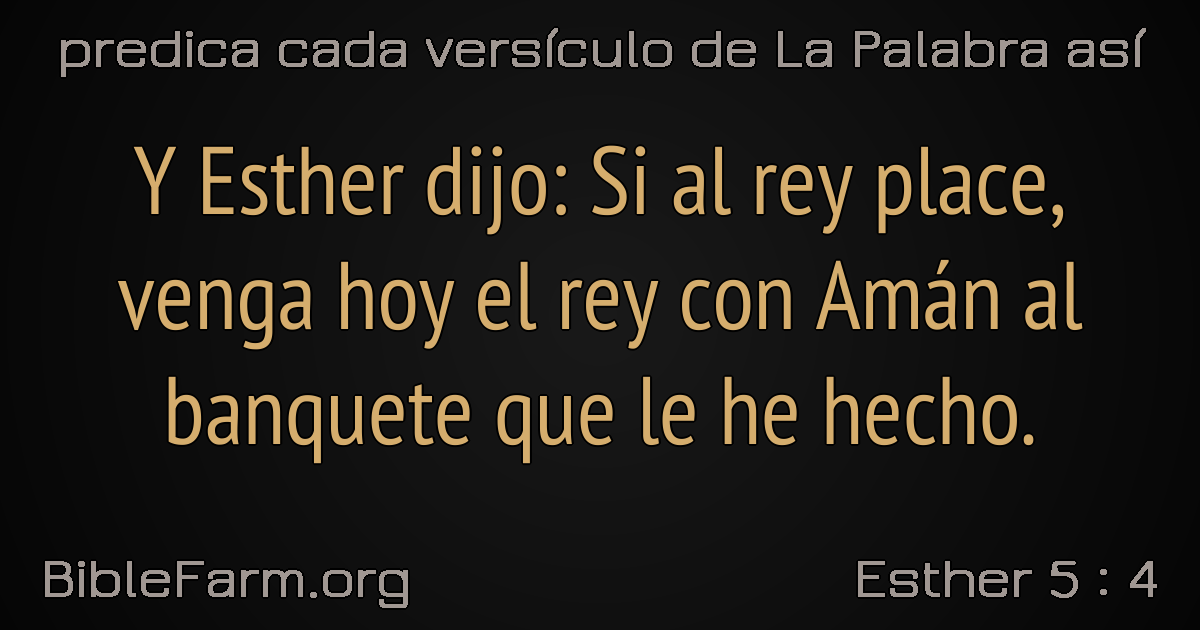 predica cada versículo de La Palabra así
Y Esther dijo: Si al rey place,
venga hoy el rey con Amán al
banquete que le he hecho.
BibleFarm.org
Esther 5 : 4